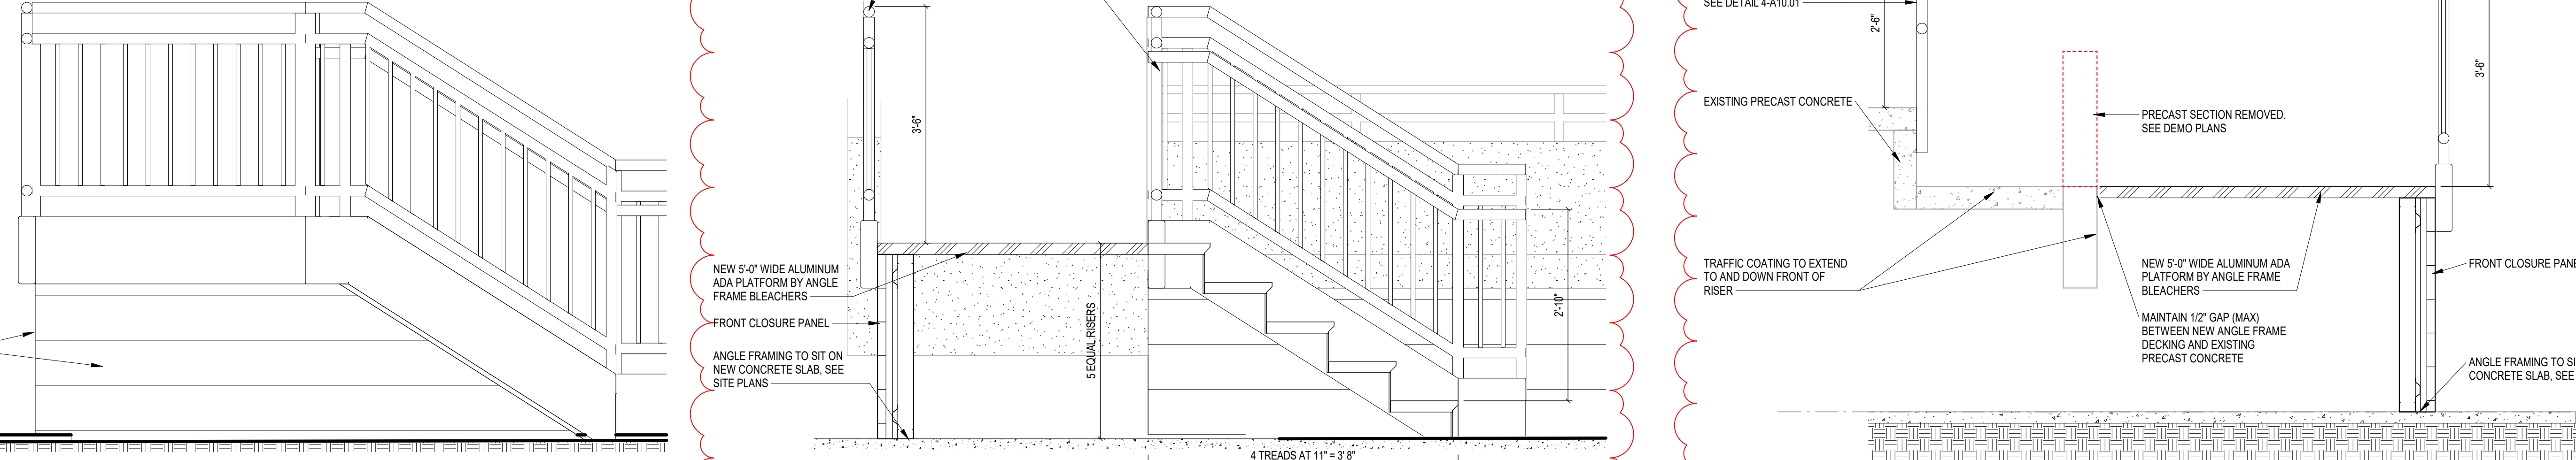 3'-6"
NEW 5'-0" WIDE ALUMINUM
ADA PLATFORM BY ANGLE
FRAME BLEACHERS
FRONT CLOSURE PANEL
ANGLE FRAMING TO SIT ON
NEW CONCRETE SLAB, SEE
SITE PLANS
5 EQUAL RISERS
2'-10"
4 TREADS AT 11" = 3' 8"
SEE DETAIL 4-A10.01
2'-6"
EXISTING PRECAST CONCRETE
PRECAST SECTION REMOVED.
SEE DEMO PLANS
3'-6"
TRAFFIC COATING TO EXTEND
TO AND DOWN FRONT OF
RISER
NEW 5'-0" WIDE ALUMINUM ADA
PLATFORM BY ANGLE FRAME
BLEACHERS
MAINTAIN 1/2" GAP (MAX)
BETWEEN NEW ANGLE FRAME
DECKING AND EXISTING
PRECAST CONCRETE
FRONT CLOSURE PANE
ANGLE FRAMING TO SI
CONCRETE SLAB, SEE